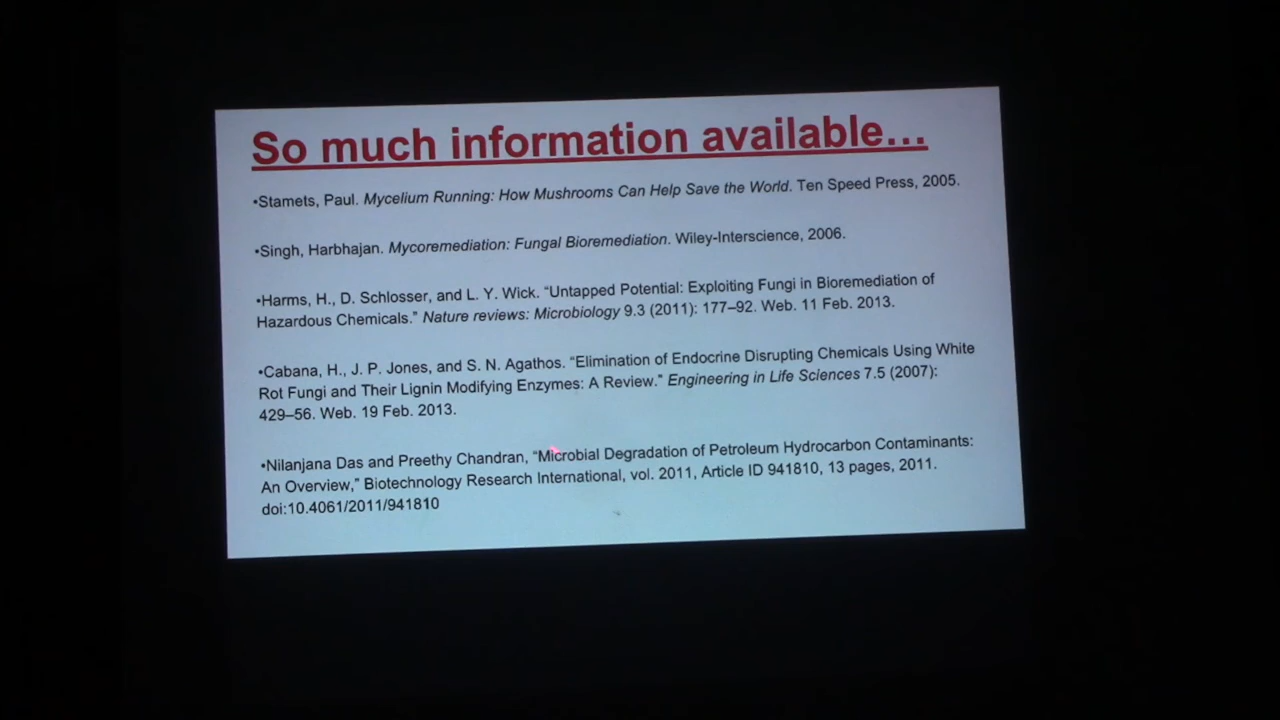 So much information available...
•Stamets, Paul. Mycelium Running: How Mushrooms Can Help Save the World. Ten Speed Press, 2005.
•Singh, Harbhajan. Mycoremediation: Fungal Bioremediation. Wiley-Interscience, 2006.
•Harms, H., D. Schlosser, and L. Y. Wick. “Untapped Potential: Exploiting Fungi in Bioremediation of
Hazardous Chemicals.” Nature reviews: Microbiology 9.3 (2011): 177–92. Web. 11 Feb. 2013.
•Cabana, H., J. P. Jones, and S. N. Agathos. “Elimination of Endocrine Disrupting Chemicals Using White
Rot Fungi and Their Lignin Modifying Enzymes: A Review.” Engineering in Life Sciences 7.5 (2007):
429–56. Web. 19 Feb. 2013.
•Nilanjana Das and Preethy Chandran, “Microbial Degradation of Petroleum Hydrocarbon Contaminants:
An Overview,” Biotechnology Research International, vol. 2011, Article ID 941810, 13 pages, 2011.
doi:10.4061/2011/941810